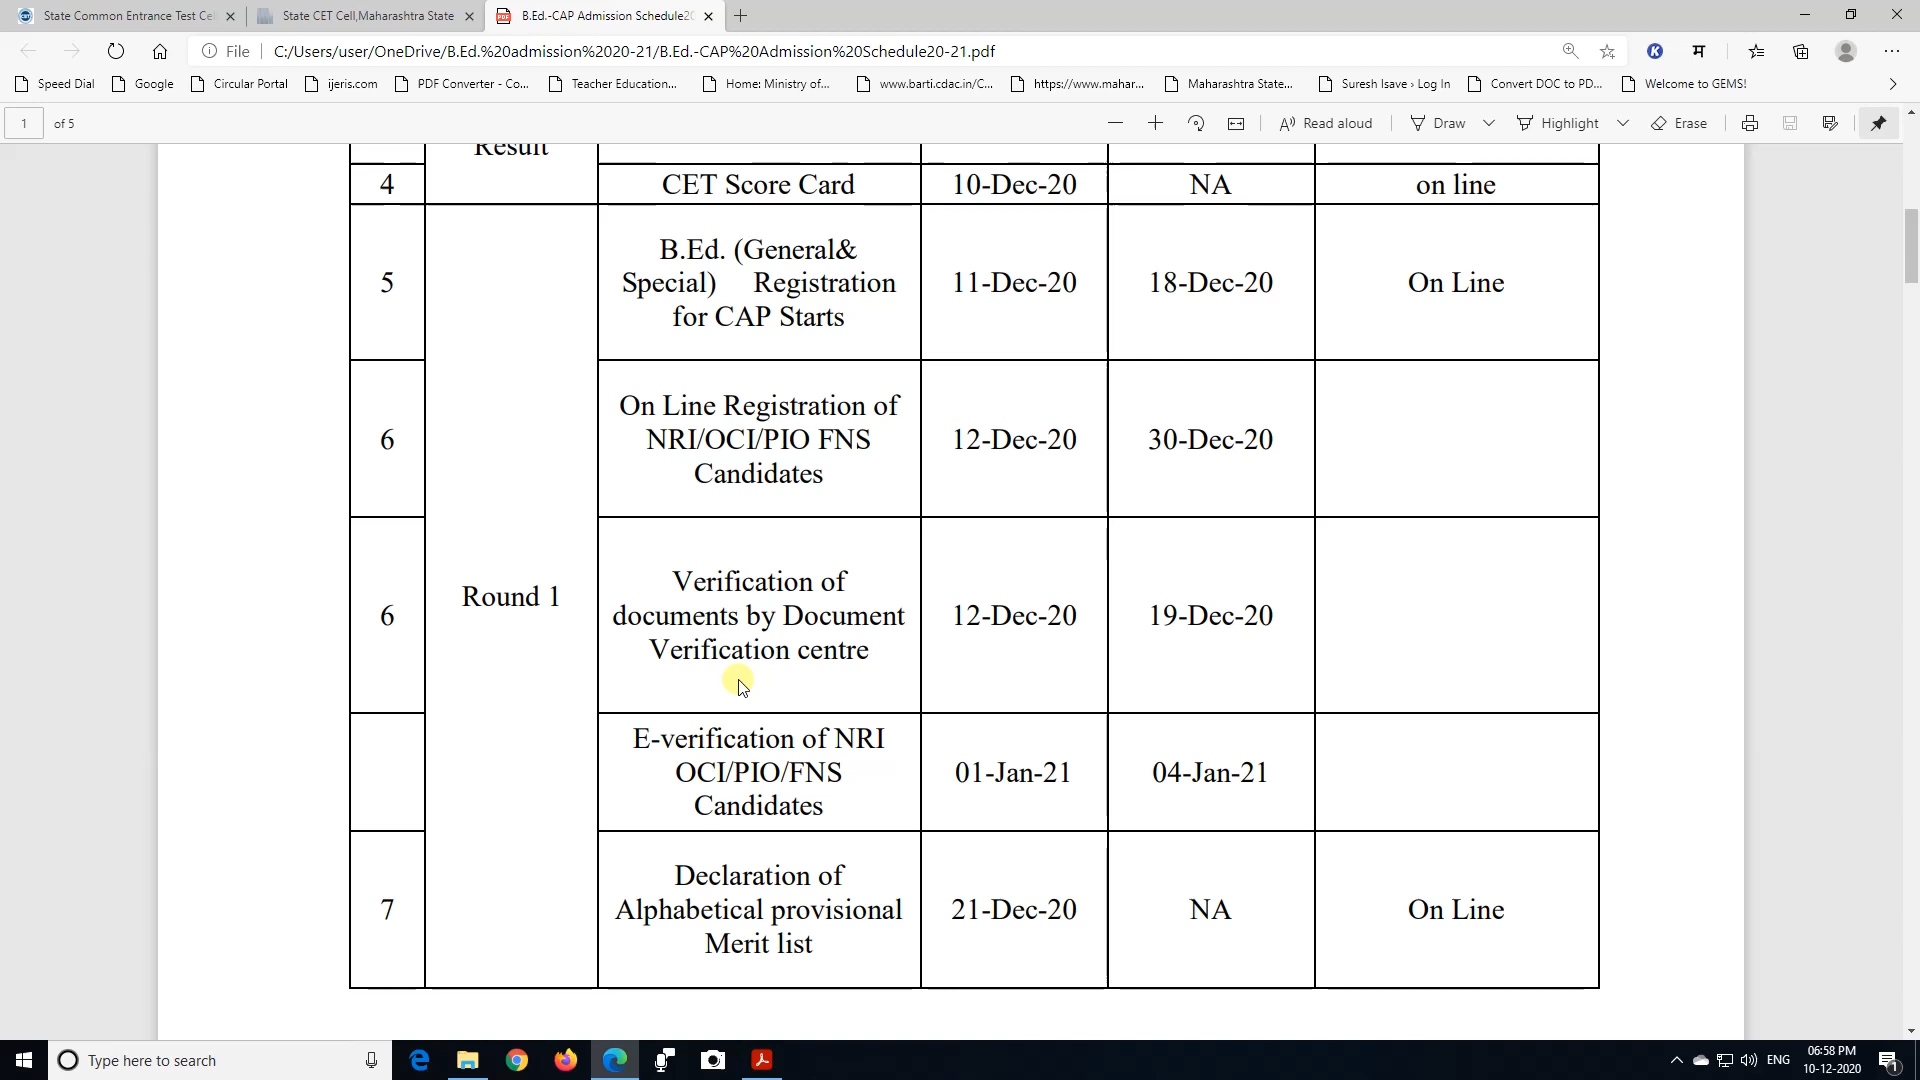 State Common Entrance Test Cel
State CET Cell,Maharashtra State
B.Ed.-CAP Admission Schedule20
File
C:/Users/user/OneDrive/B.Ed.%20admission%2020-21/B.Ed.-CAP%20Admission%20Schedule20-21.pdf
K
म
Speed Dial
Google
Circular Portal
ijeris.com
PDF Converter - Co...
Teacher Education...
Home: Ministry of...
www.barti.cdac.in/C...
https://www.mahar...
Maharashtra State...
Suresh Isave › Log In
Convert DOC to PD...
Welcome to GEMS!
1 of 5
Read aloud
Draw
Highlight
Erase
Result
4 CET Score Card 10-Dec-20 NA on line
B.Ed. (General&
5 Special) Registration 11-Dec-20 18-Dec-20 On Line
for CAP Starts
On Line Registration of
6 NRI/OCI/PIO FNS 12-Dec-20 30-Dec-20
Candidates
Round 1
Verification of
6 documents by Document 12-Dec-20 19-Dec-20
Verification centre
E-verification of NRI
OCI/PIO/FNS 01-Jan-21 04-Jan-21
Candidates
Declaration of
7 Alphabetical provisional 21-Dec-20 NA On Line
Merit list
Type here to search
ENG
06:58 PM
10-12-2020
1